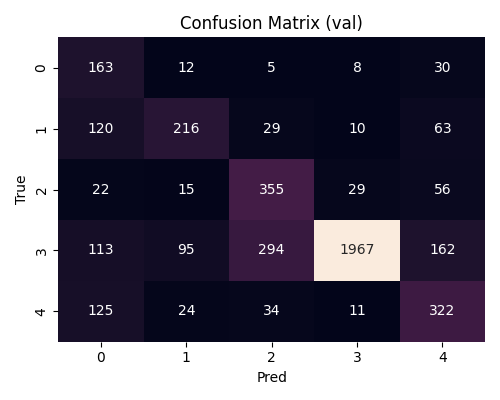 Confusion Matrix (val)
0 163 12 5 8 30
1 120 216 29 10 63
2 22 15 355 29 56
3 113 95 294 1967 162
4 125 24 34 11 322
True
0 1 2 3 4
Pred